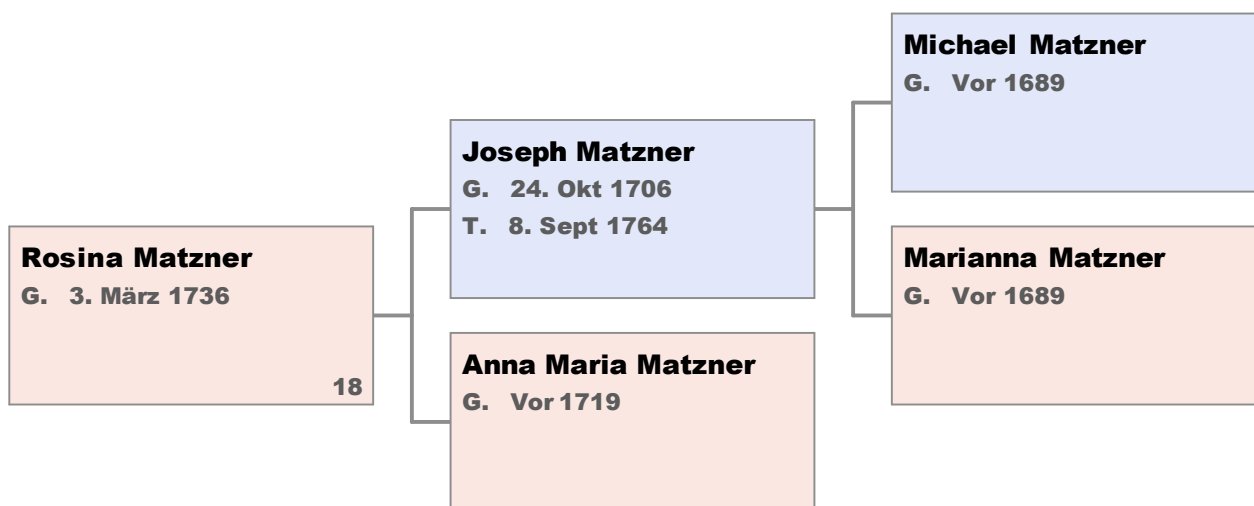 Michael Matzner
G. Vor 1689
Joseph Matzner
G. 24. Okt 1706
T. 8. Sept 1764
Rosina Matzner
G. 3. März 1736
18
Marianna Matzner
G. Vor 1689
Anna Maria Matzner
G. Vor 1719